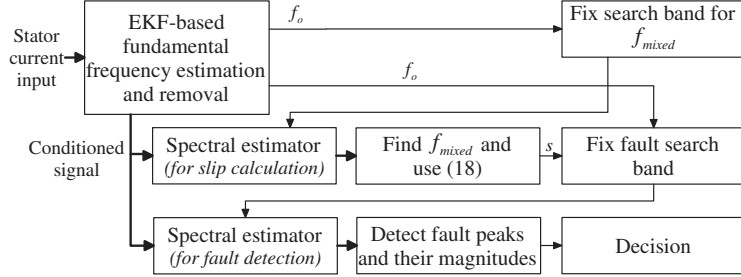 Stator
current
input
EKF-based
fundamental
frequency estimation
and removal
f_o
Fix search band for
f_mixed
f_o
Conditioned
signal
Spectral estimator
(for slip calculation)
Find f_mixed and
use (18)
s
Fix fault search
band
Spectral estimator
(for fault detection)
Detect fault peaks
and their magnitudes
Decision